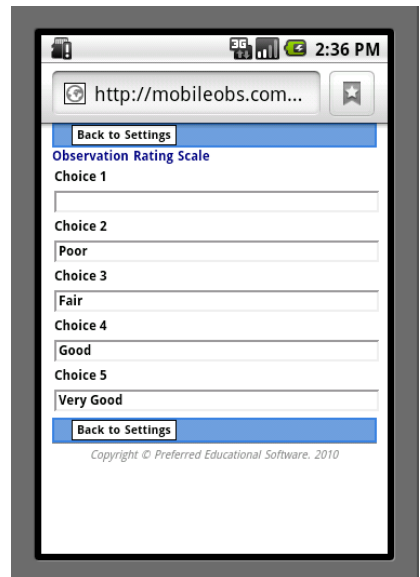 3G
2:36 PM
http://mobileobs.com...
Back to Settings
Observation Rating Scale
Choice 1
Choice 2
Poor
Choice 3
Fair
Choice 4
Good
Choice 5
Very Good
Back to Settings
Copyright © Preferred Educational Software. 2010